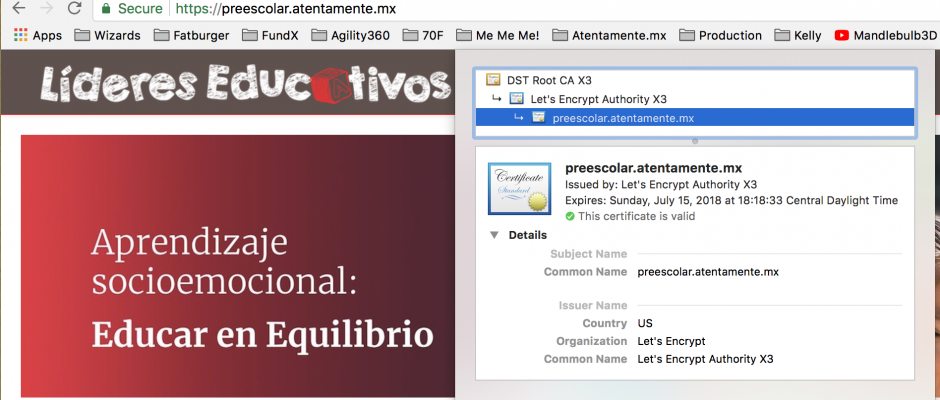 Secure https://preescolar.atentamente.mx
Apps Wizards Fatburger FundX Agility360 70F Me Me Me! Atentamente.mx Production Kelly Mandlebulb3D
Líderes Educativos
DST Root CA X3
Let's Encrypt Authority X3
preescolar.atentamente.mx
Certificate
Standard
preescolar.atentamente.mx
Issued by: Let's Encrypt Authority X3
Expires: Sunday, July 15, 2018 at 18:18:33 Central Daylight Time
This certificate is valid
Details
Subject Name
Common Name preescolar.atentamente.mx
Issuer Name
Country US
Organization Let's Encrypt
Common Name Let's Encrypt Authority X3
Aprendizaje
socioemocional:
Educar en Equilibrio